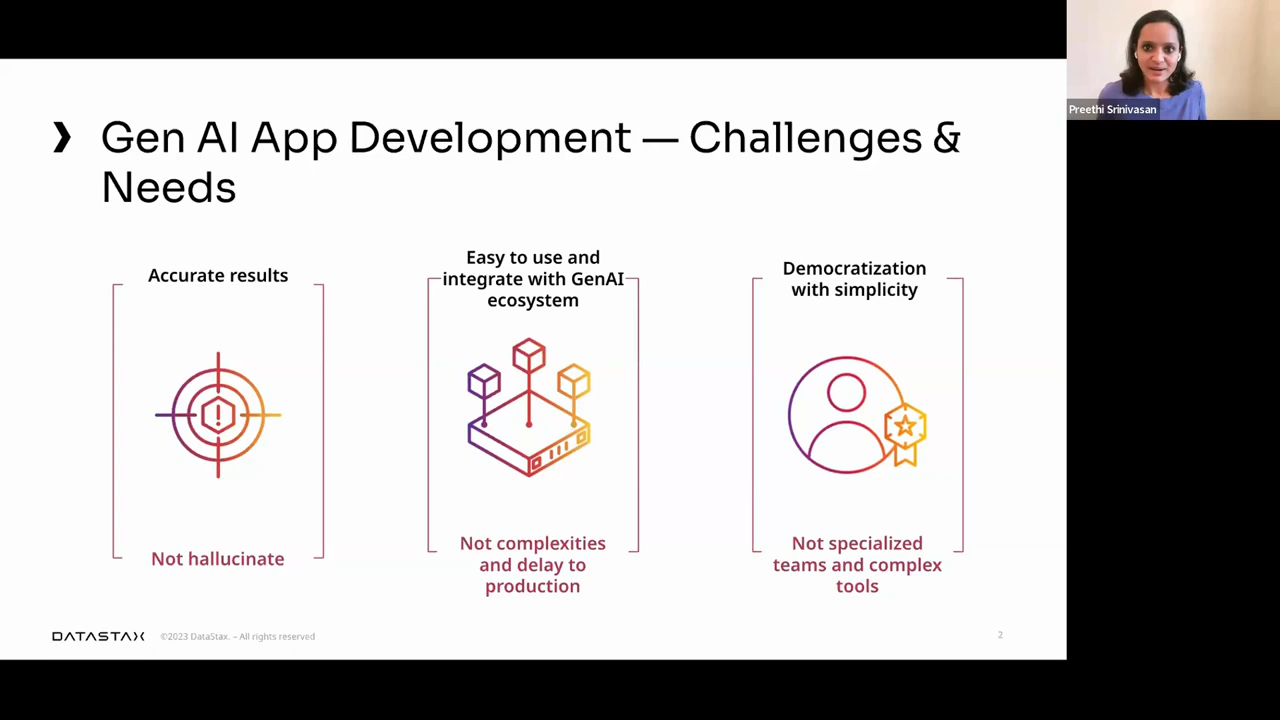 Preethi Srinivasan
Gen AI App Development — Challenges &
Needs
Accurate results
Not hallucinate
Easy to use and
integrate with GenAI
ecosystem
Not complexities
and delay to
production
Democratization
with simplicity
Not specialized
teams and complex
tools
DATASTAX
©2023 DataStax. – All rights reserved
2